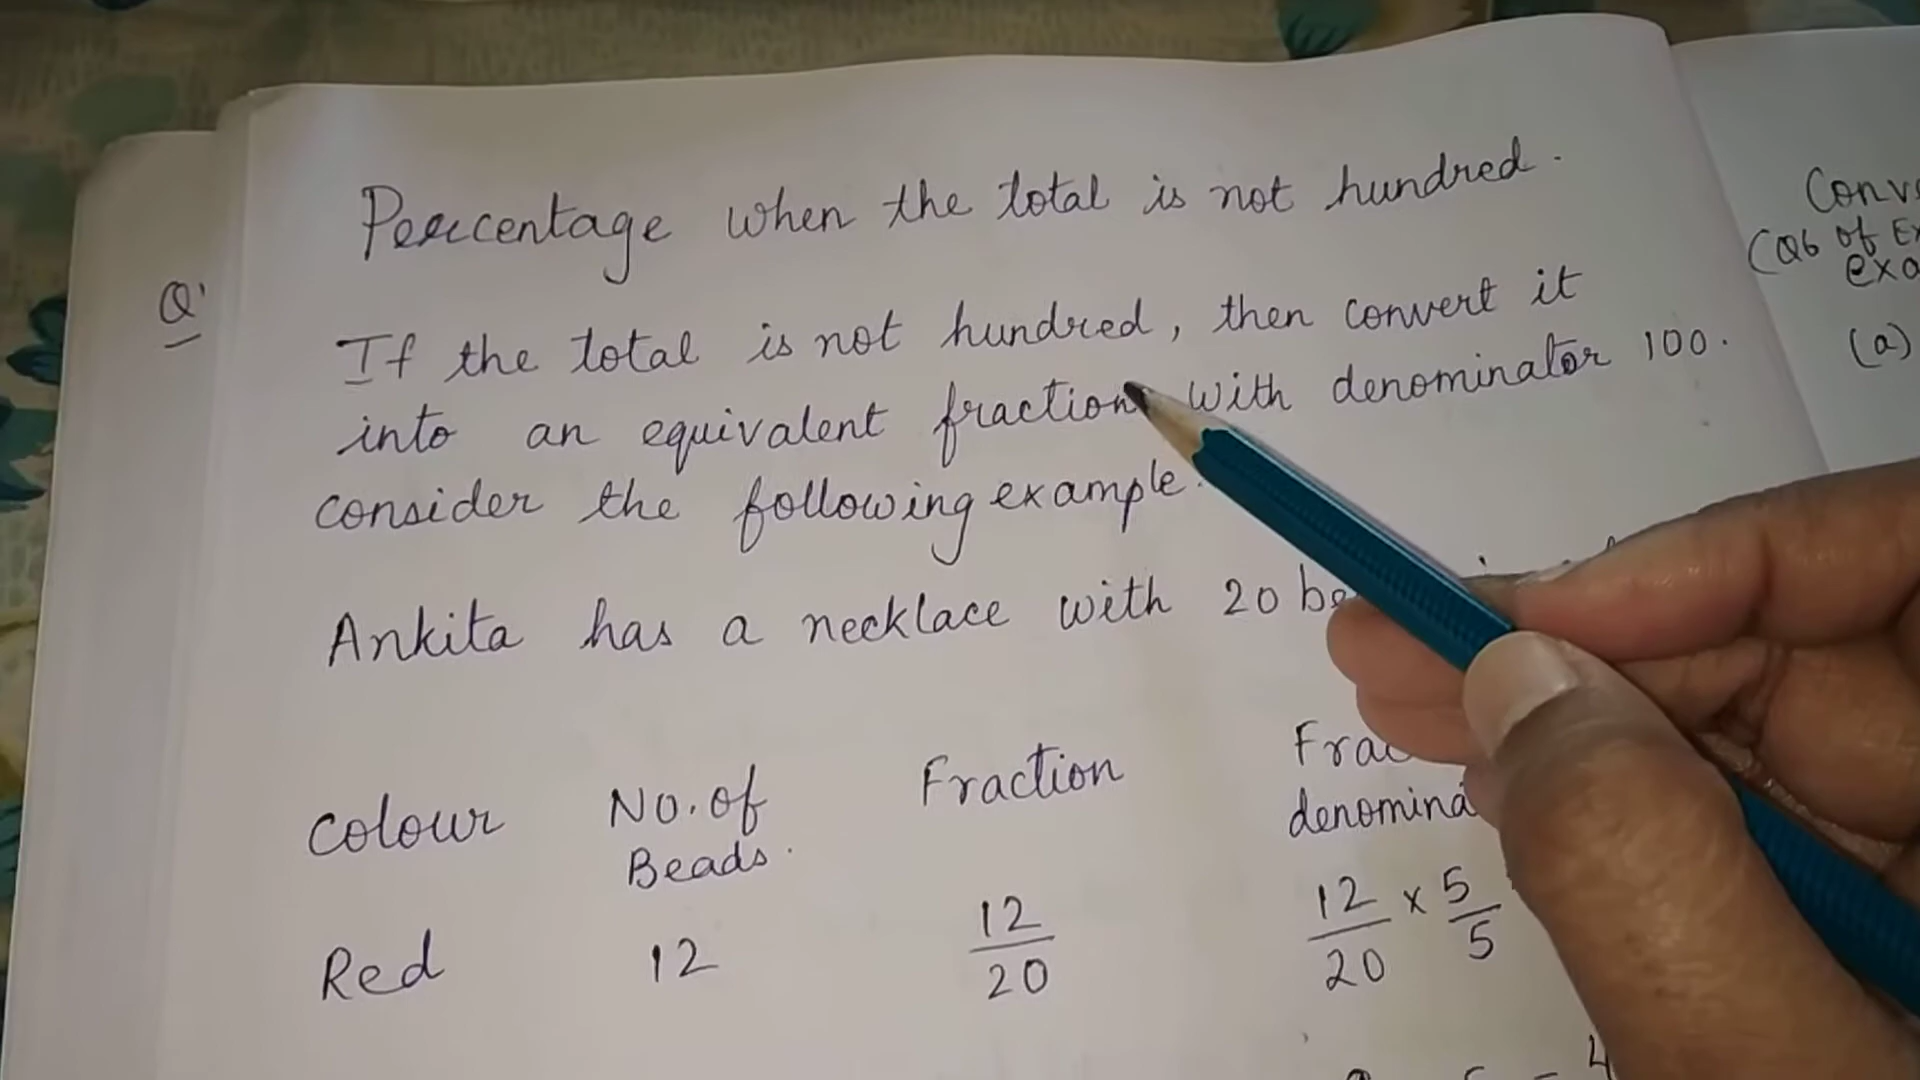 Percentage when the total is not hundred.
Q'
If the total is not hundred, then convert it
into an equivalent fraction with denominator 100.
consider the following example.
Ankita has a necklace with 20
Colour No. of Beads. Fraction
Red 12 12/20 12/20 x 5/5
(Q6 of
(a)